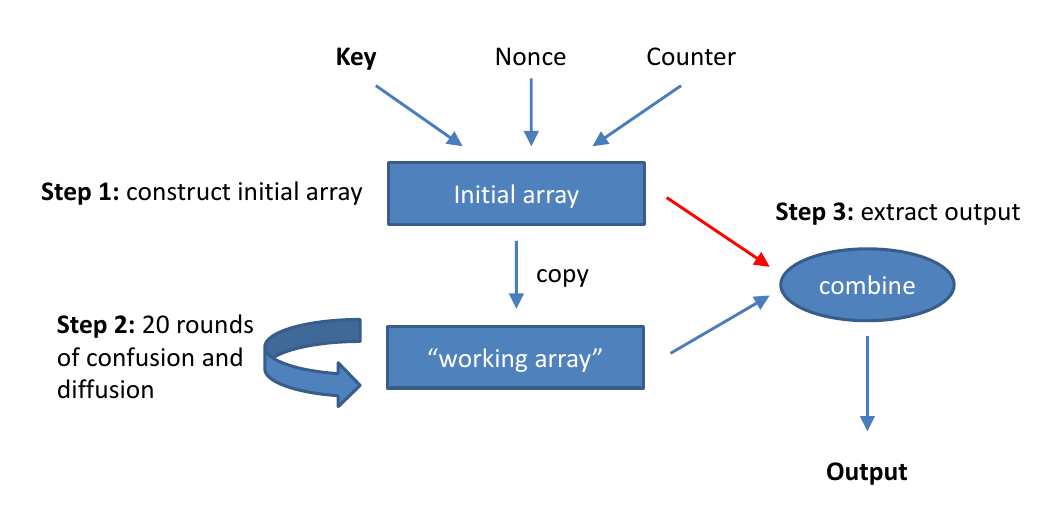 Key
Nonce
Counter
Step 1: construct initial array
Initial array
Step 3: extract output
copy
combine
Step 2: 20 rounds
of confusion and
diffusion
“working array”
Output